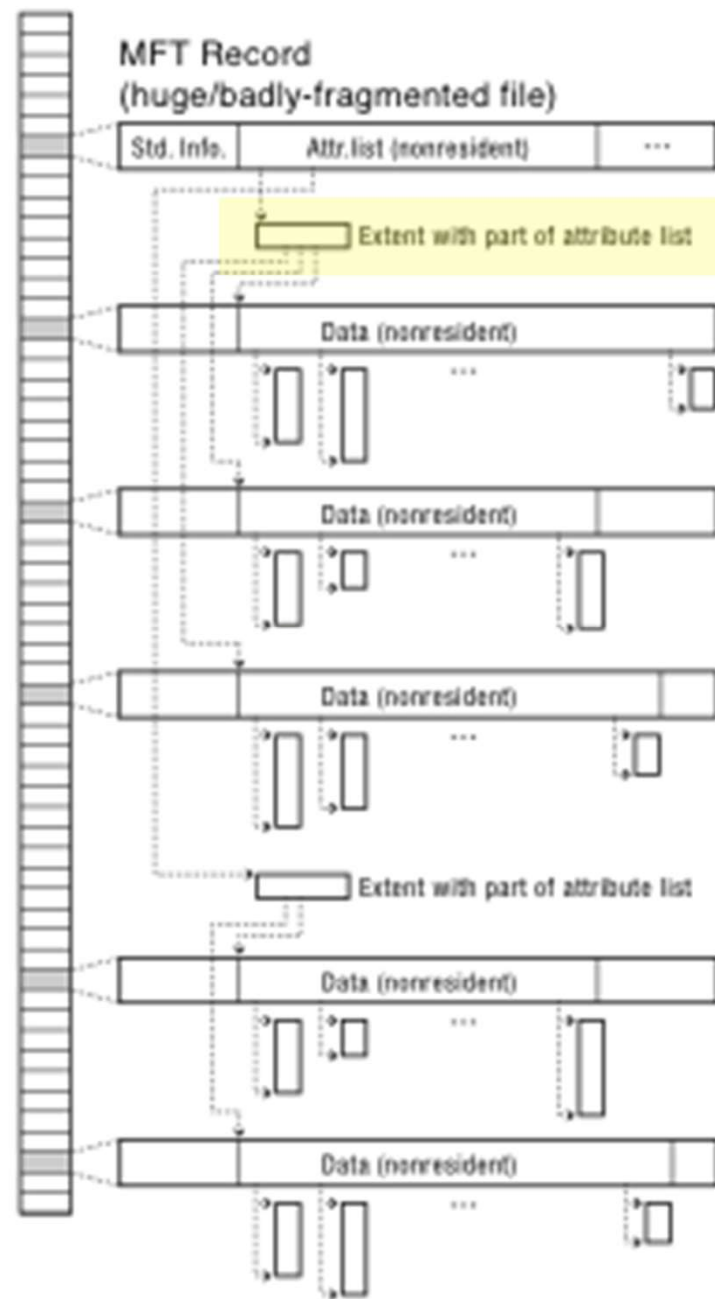 MFT Record
(huge/badly-fragmented file)
Std. Info. Attr.list (nonresident) ...
Extent with part of attribute list
Data (nonresident)
...
Data (nonresident)
...
Data (nonresident)
...
Extent with part of attribute list
Data (nonresident)
...
Data (nonresident)
...